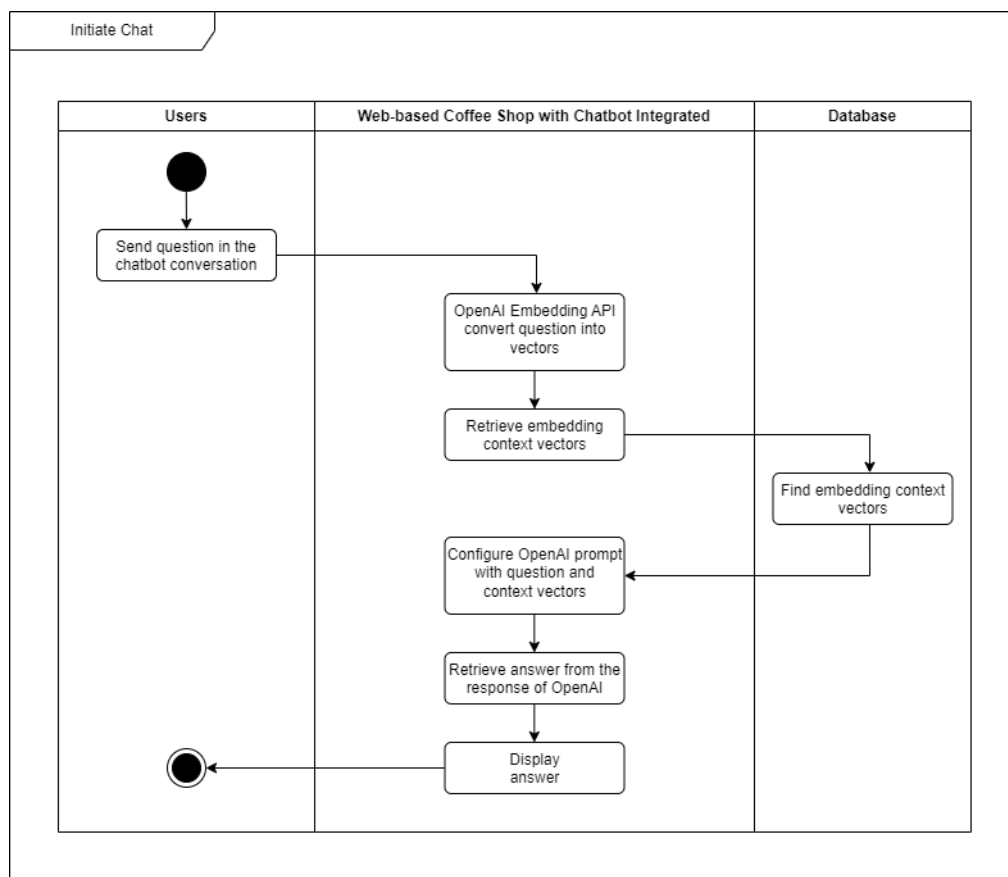 Initiate Chat
Users
Web-based Coffee Shop with Chatbot Integrated
Database
Send question in the
chatbot conversation
OpenAI Embedding API
convert question into
vectors
Retrieve embedding
context vectors
Find embedding context
vectors
Configure OpenAI prompt
with question and
context vectors
Retrieve answer from the
response of OpenAI
Display
answer